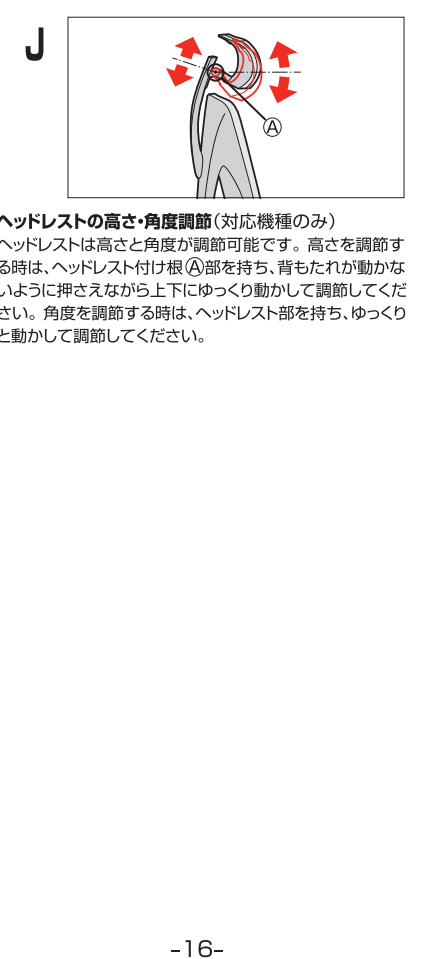 J
Ⓐ
ヘッドレストの高さ・角度調節(対応機種のみ)
ヘッドレストは高さと角度が調節可能です。高さを調節す
る時は、ヘッドレスト付け根Ⓐ部を持ち、背もたれが動かな
いように押さえながら上下にゆっくり動かして調節してくだ
さい。角度を調節する時は、ヘッドレスト部を持ち、ゆっくり
と動かして調節してください。
-16-